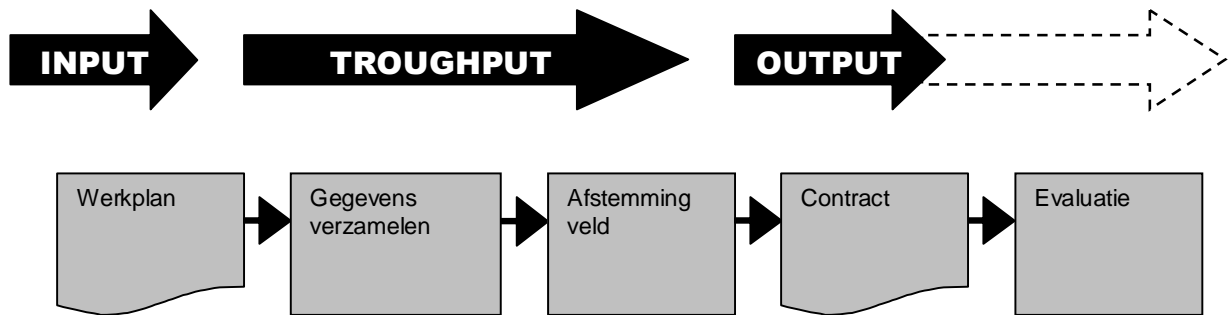 INPUT
TROUGHPUT
OUTPUT
Werkplan
Gegevens
verzamelen
Afstemming
veld
Contract
Evaluatie